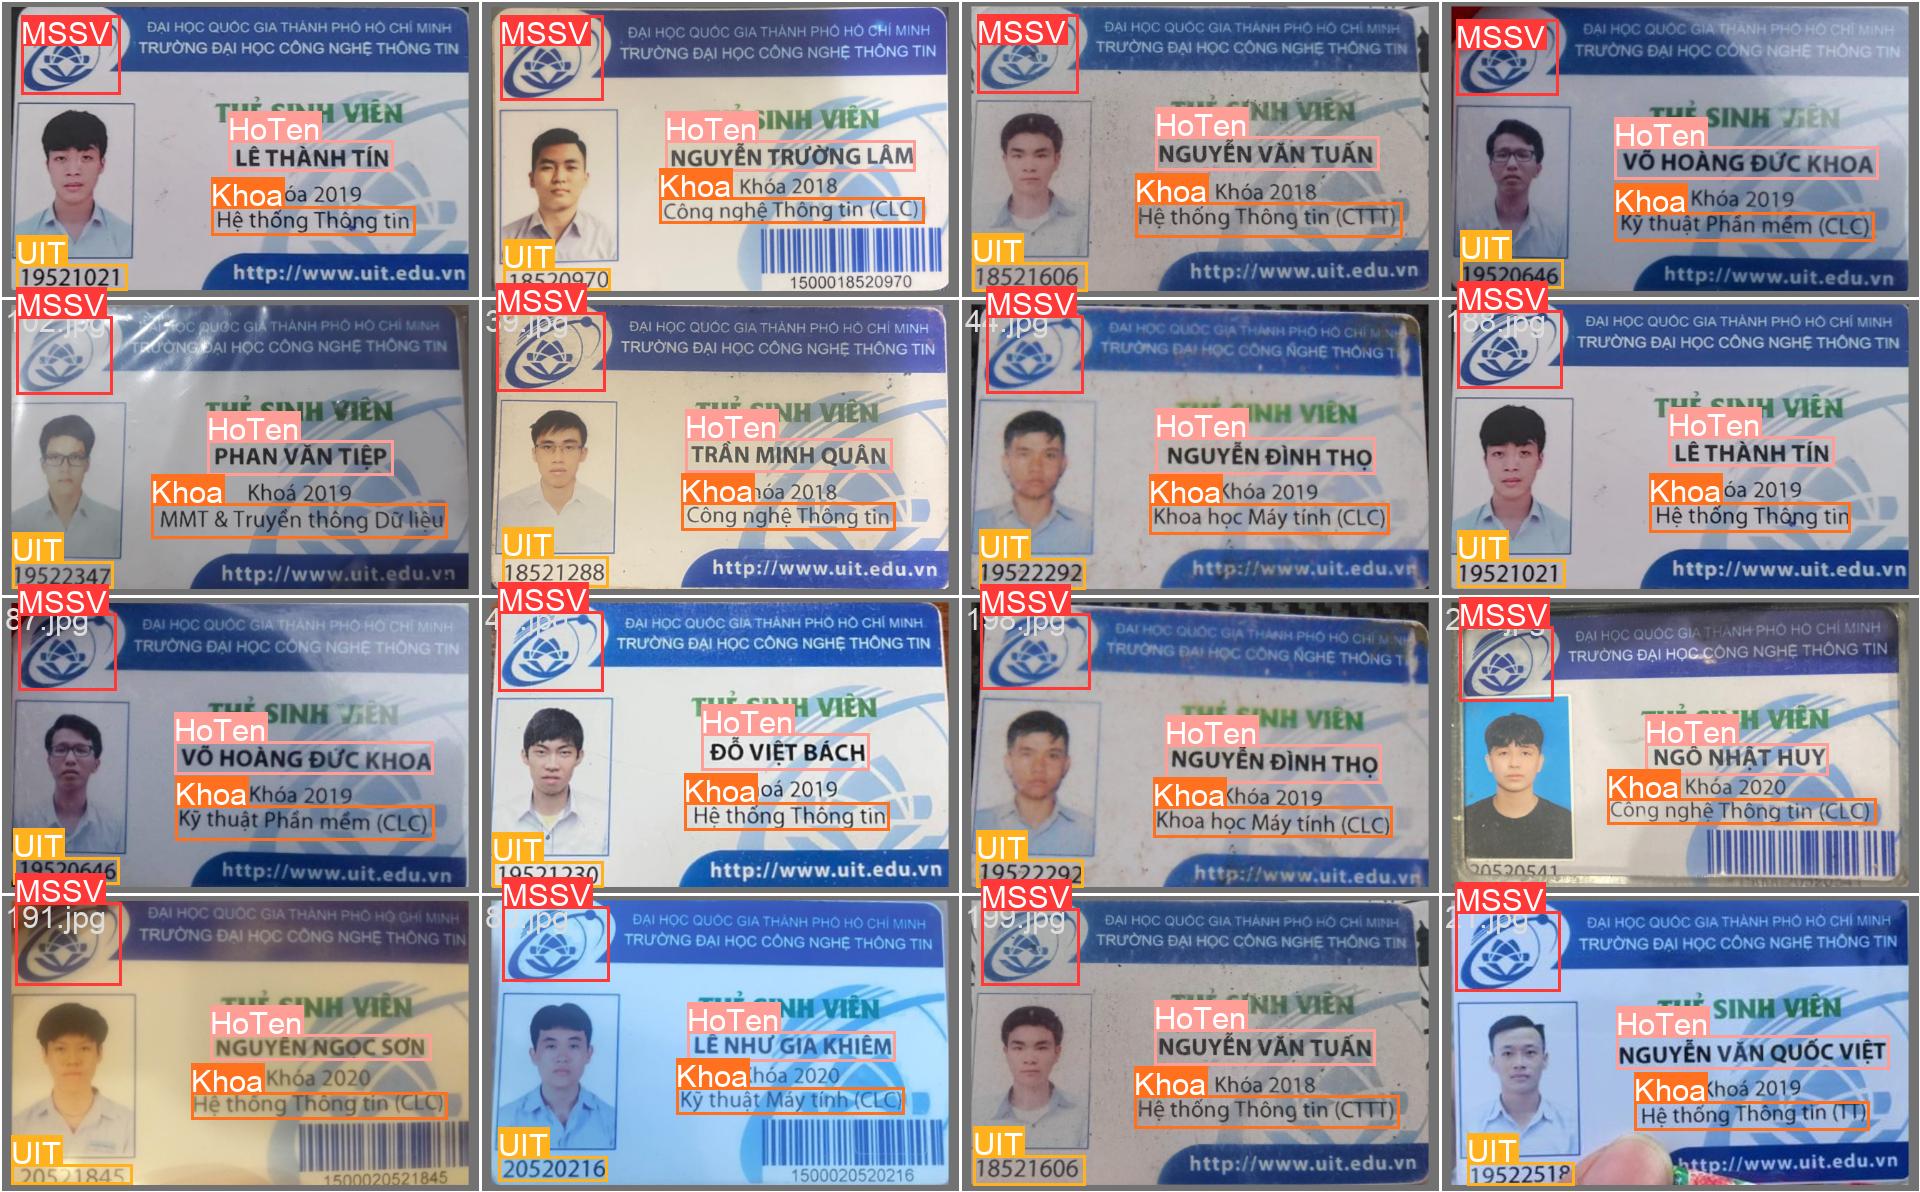 MSSV
ĐẠI HỌC QUỐC GIA THÀNH PHỐ HỒ CHÍ MINH
TRƯỜNG ĐẠI HỌC CÔNG NGHỆ THÔNG TIN
THẺ SINH VIÊN
HoTen
LÊ THÀNH TÍN
Khoa óa 2019
Hệ thống Thông tin
UIT
19521021
http://www.uit.edu.vn
MSSV
ĐẠI HỌC QUỐC GIA THÀNH PHỐ HỒ CHÍ MINH
TRƯỜNG ĐẠI HỌC CÔNG NGHỆ THÔNG TIN
SINH VIÊN
HoTen
NGUYỄN TRƯỜNG LÂM
Khoa Khóa 2018
Công nghệ Thông tin (CLC)
UIT
18520970
1500018520970
MSSV
ĐẠI HỌC QUỐC GIA THÀNH PHỐ HỒ CHÍ MINH
TRƯỜNG ĐẠI HỌC CÔNG NGHỆ THÔNG TIN
THẺ SINH VIÊN
HoTen
NGUYỄN VĂN TUẤN
Khoa Khóa 2018
Hệ thống Thông tin (CTTT)
UIT
18521606
http://www.uit.edu.vn
MSSV
ĐẠI HỌC QUỐC GIA THÀNH PHỐ HỒ CHÍ MINH
TRƯỜNG ĐẠI HỌC CÔNG NGHỆ THÔNG TIN
THẺ SINH VIÊN
HoTen
VÕ HOÀNG ĐỨC KHOA
Khoa Khóa 2019
Kỹ thuật Phần mềm (CLC)
UIT
19520646
http://www.uit.edu.vn
MSSV
102.jpg
ĐẠI HỌC QUỐC GIA THÀNH PHỐ HỒ CHÍ MINH
TRƯỜNG ĐẠI HỌC CÔNG NGHỆ THÔNG TIN
THẺ SINH VIÊN
HoTen
PHAN VĂN TIỆP
Khoa Khoá 2019
MMT & Truyền thông Dữ liệu
UIT
19522347
http://www.uit.edu.vn
MSSV
39.jpg
ĐẠI HỌC QUỐC GIA THÀNH PHỐ HỒ CHÍ MINH
TRƯỜNG ĐẠI HỌC CÔNG NGHỆ THÔNG TIN
THẺ SINH VIÊN
HoTen
TRẦN MINH QUÂN
Khoa hóa 2018
Công nghệ Thông tin
UIT
18521288
http://www.uit.edu.vn
MSSV
44.jpg
ĐẠI HỌC QUỐC GIA THÀNH PHỐ HỒ CHÍ MINH
TRƯỜNG ĐẠI HỌC CÔNG NGHỆ THÔNG T
THẺ SINH VIÊN
HoTen
NGUYỄN ĐÌNH THỌ
Khoa Khóa 2019
Khoa học Máy tính (CLC)
UIT
19522292
http://www.uit.edu.vn
MSSV
188.jpg
ĐẠI HỌC QUỐC GIA THÀNH PHỐ HỒ CHÍ MINH
TRƯỜNG ĐẠI HỌC CÔNG NGHỆ THÔNG TIN
THẺ SINH VIÊN
HoTen
LÊ THÀNH TÍN
Khoa óa 2019
Hệ thống Thông tin
UIT
19521021
http://www.uit.edu.vn
MSSV
87.jpg
ĐẠI HỌC QUỐC GIA THÀNH PHỐ HỒ CHÍ MINH
TRƯỜNG ĐẠI HỌC CÔNG NGHỆ THÔNG TIN
THẺ SINH VIÊN
HoTen
VÕ HOÀNG ĐỨC KHOA
Khoa Khóa 2019
Kỹ thuật Phần mềm (CLC)
UIT
19520646
http://www.uit.edu.vn
MSSV
ĐẠI HỌC QUỐC GIA THÀNH PHỐ HỒ CHÍ MINH
TRƯỜNG ĐẠI HỌC CÔNG NGHỆ THÔNG TIN
THẺ SINH VIÊN
HoTen
ĐỖ VIỆT BÁCH
Khoa oá 2019
Hệ thống Thông tin
UIT
19521230
http://www.uit.edu.vn
MSSV
198.jpg
ĐẠI HỌC QUỐC GIA THÀNH PHỐ HỒ CHÍ MINH
TRƯỜNG ĐẠI HỌC CÔNG NGHỆ THÔNG T
THẺ SINH VIÊN
HoTen
NGUYỄN ĐÌNH THỌ
Khoa Khóa 2019
Khoa học Máy tính (CLC)
UIT
19522292
http://www.uit.edu.vn
MSSV
ĐẠI HỌC QUỐC GIA THÀNH PHỐ HỒ CHÍ MINH
TRƯỜNG ĐẠI HỌC CÔNG NGHỆ THÔNG TIN
THẺ SINH VIÊN
HoTen
NGÔ NHẬT HUY
Khoa Khóa 2020
Công nghệ Thông tin (CLC)
20520541
MSSV
191.jpg
ĐẠI HỌC QUỐC GIA THÀNH PHỐ HỒ CHÍ MINH
TRƯỜNG ĐẠI HỌC CÔNG NGHỆ THÔNG TIN
THẺ SINH VIÊN
HoTen
NGUYỄN NGỌC SƠN
Khoa Khóa 2020
Hệ thống Thông tin (CLC)
UIT
20521845
1500020521845
MSSV
ĐẠI HỌC QUỐC GIA THÀNH PHỐ HỒ CHÍ MINH
TRƯỜNG ĐẠI HỌC CÔNG NGHỆ THÔNG TIN
THẺ SINH VIÊN
HoTen
LÊ NHƯ GIA KHIÊM
Khoa Khóa 2020
Kỹ thuật Máy tính (CLC)
UIT
20520216
1500020520216
MSSV
199.jpg
ĐẠI HỌC QUỐC GIA THÀNH PHỐ HỒ CHÍ MINH
TRƯỜNG ĐẠI HỌC CÔNG NGHỆ THÔNG TIN
THẺ SINH VIÊN
HoTen
NGUYỄN VĂN TUẤN
Khoa Khóa 2018
Hệ thống Thông tin (CTTT)
UIT
18521606
http://www.uit.edu.vn
MSSV
21.jpg
ĐẠI HỌC QUỐC GIA THÀNH PHỐ HỒ CHÍ MINH
TRƯỜNG ĐẠI HỌC CÔNG NGHỆ THÔNG TIN
THẺ SINH VIÊN
HoTen
NGUYỄN VĂN QUỐC VIỆT
Khoa Khoá 2019
Hệ thống Thông tin (TT)
UIT
19522518
http://www.uit.edu.vn